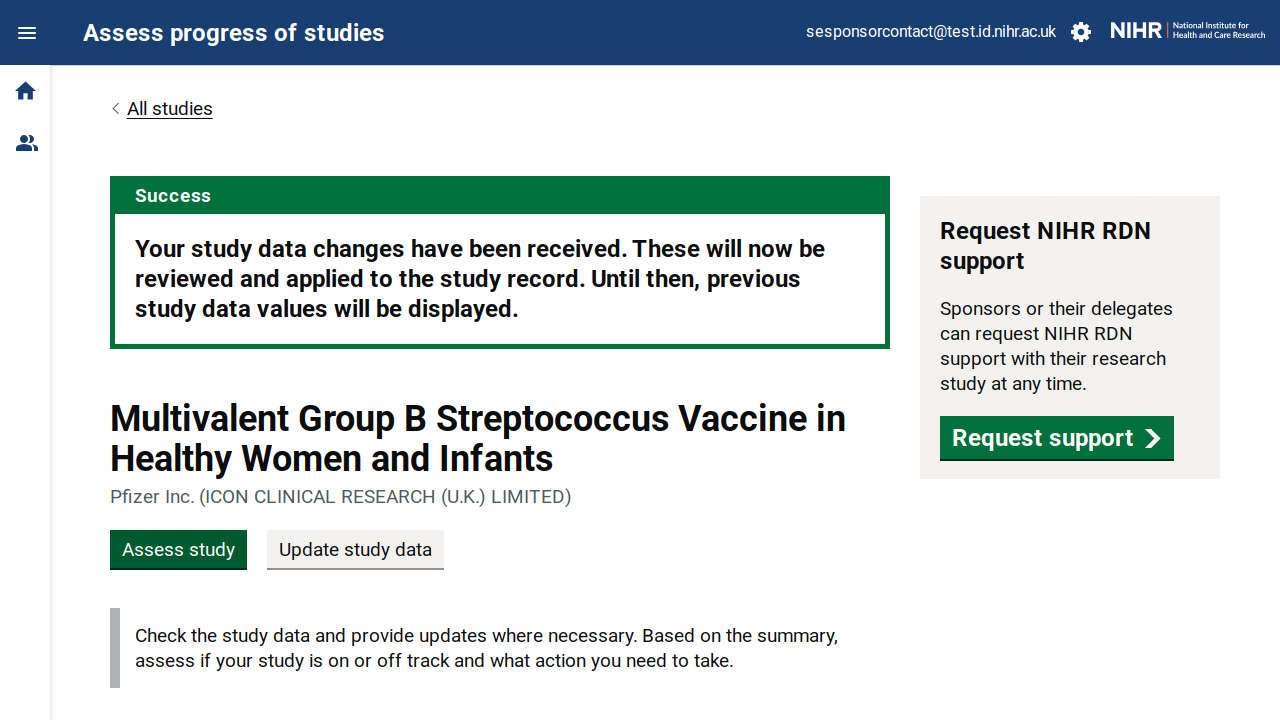 Assess progress of studies
sesponsorcontact@test.id.nihr.ac.uk
NIHR
National Institute for
Health and Care Research
All studies
Success
Your study data changes have been received. These will now be
reviewed and applied to the study record. Until then, previous
study data values will be displayed.
Multivalent Group B Streptococcus Vaccine in
Healthy Women and Infants
Pfizer Inc. (ICON CLINICAL RESEARCH (U.K.) LIMITED)
Assess study
Update study data
Check the study data and provide updates where necessary. Based on the summary,
assess if your study is on or off track and what action you need to take.
Request NIHR RDN
support
Sponsors or their delegates
can request NIHR RDN
support with their research
study at any time.
Request support